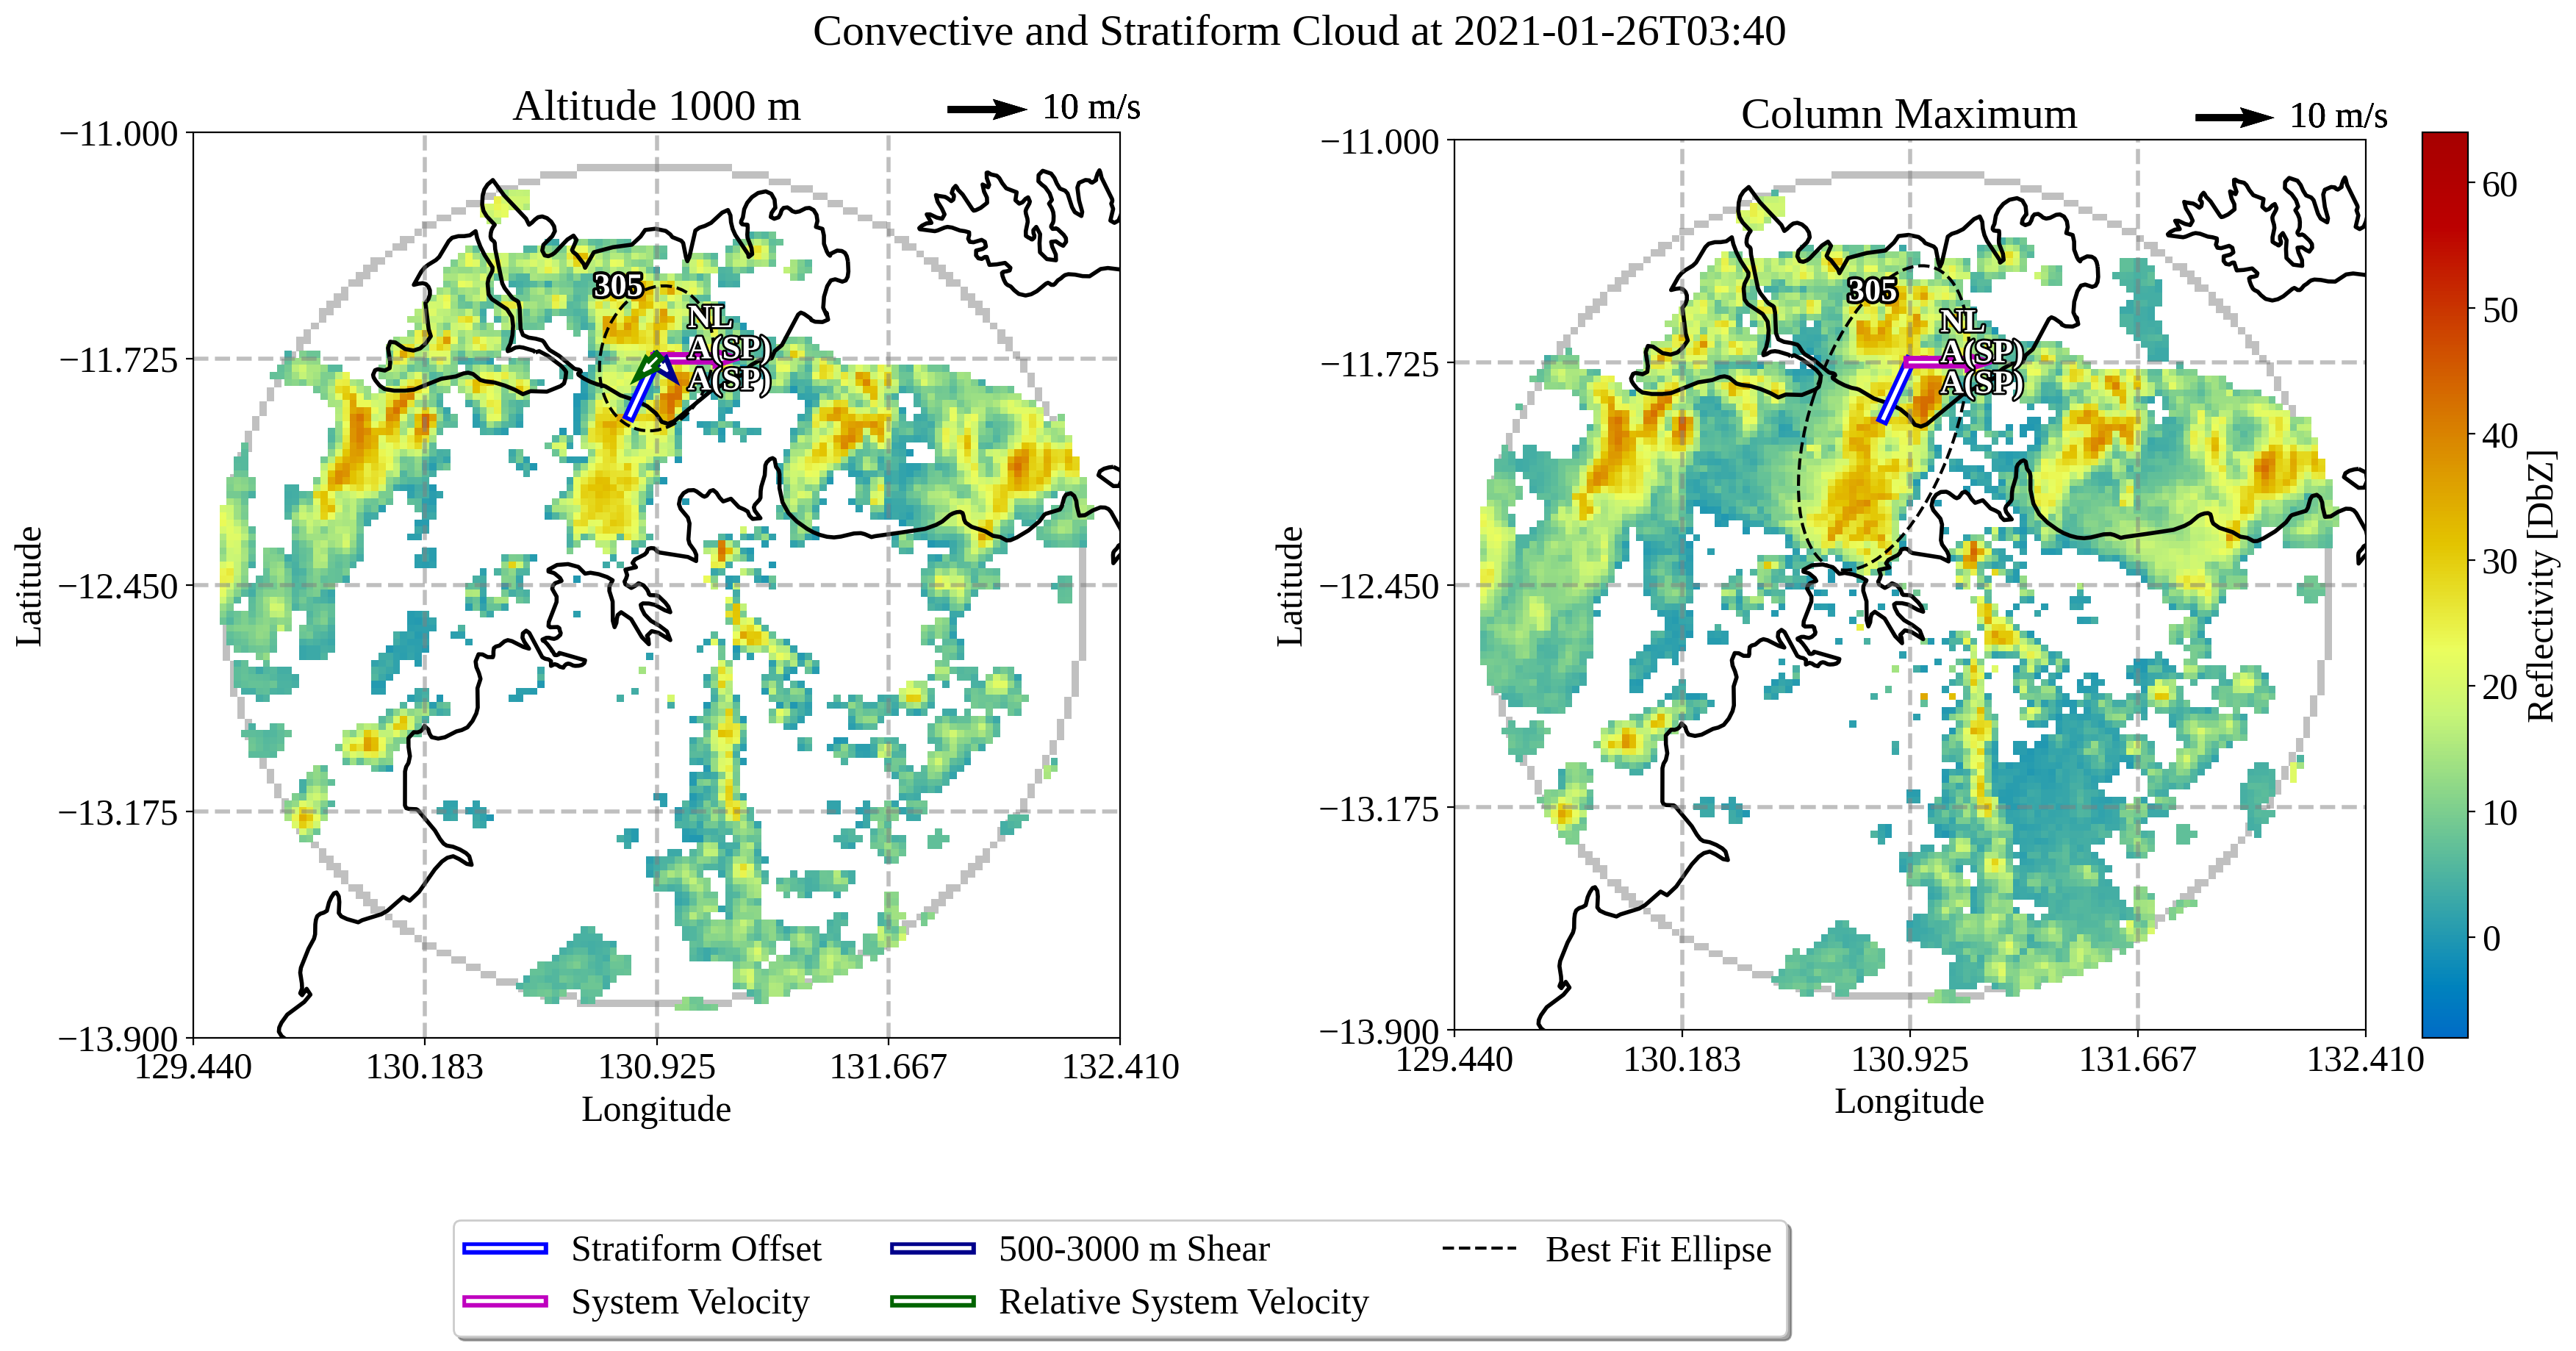 Convective and Stratiform Cloud at 2021-01-26T03:40
Altitude 1000 m
10 m/s
−11.000
−11.725
−12.450
−13.175
−13.900
Latitude
129.440
130.183
130.925
131.667
132.410
Longitude
305
NL
A(SP)
A(SP)
Column Maximum
10 m/s
−11.000
−11.725
−12.450
−13.175
−13.900
Latitude
129.440
130.183
130.925
131.667
132.410
Longitude
305
NL
A(SP)
A(SP)
60
50
40
30
20
10
0
Reflectivity [DbZ]
Stratiform Offset
System Velocity
500-3000 m Shear
Relative System Velocity
Best Fit Ellipse